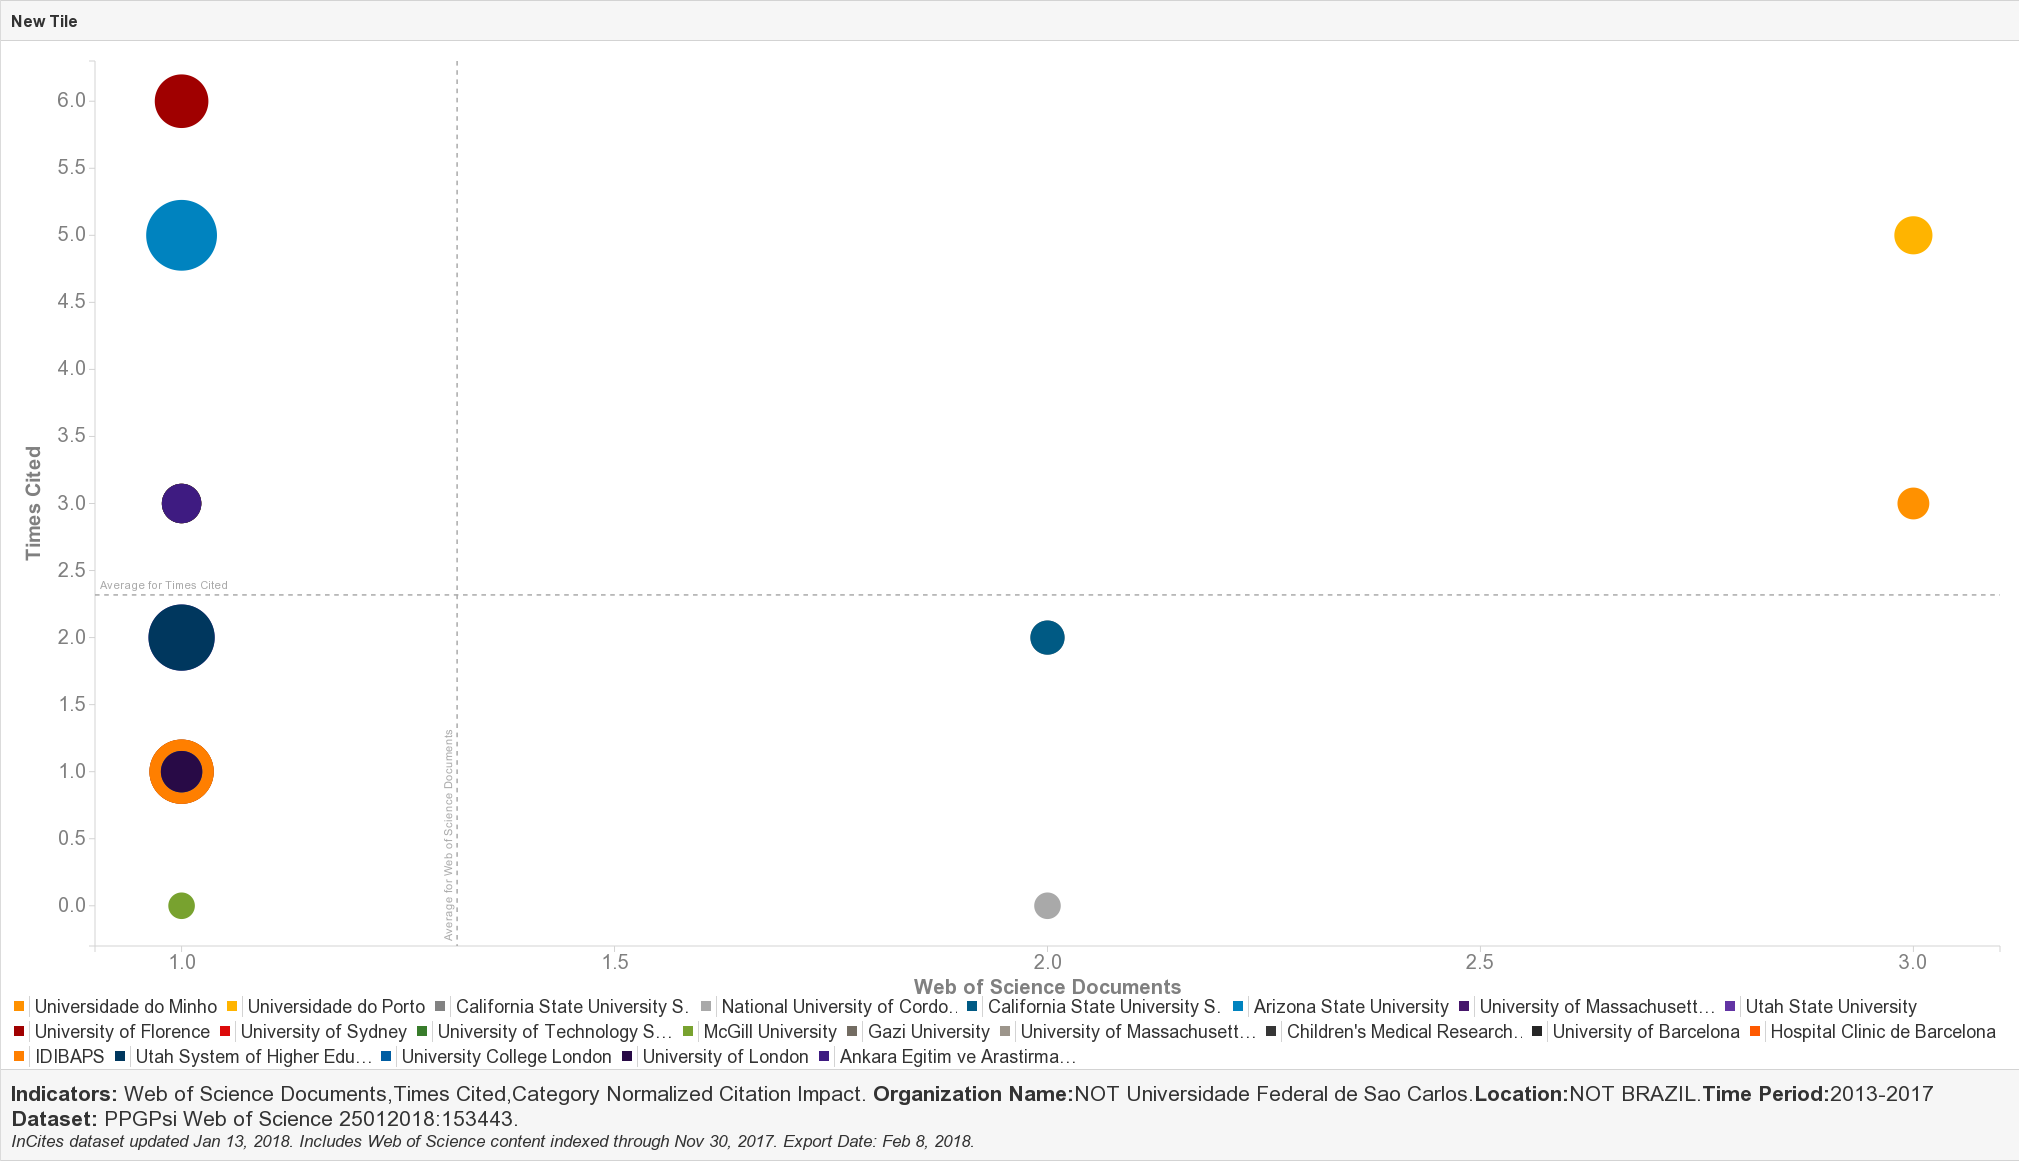 New Tile
Times Cited
6.0
5.5
5.0
4.5
4.0
3.5
3.0
2.5
2.0
1.5
1.0
0.5
0.0
Average for Times Cited
Average for Web of Science Documents
1.0 1.5 2.0 2.5 3.0
Web of Science Documents
Universidade do Minho Universidade do Porto California State University S. National University of Cordo.. California State University S. Arizona State University University of Massachusett... Utah State University
University of Florence University of Sydney University of Technology S... McGill University Gazi University University of Massachusett... Children's Medical Research.. University of Barcelona Hospital Clinic de Barcelona
IDIBAPS Utah System of Higher Edu... University College London University of London Ankara Egitim ve Arastirma...
Indicators: Web of Science Documents,Times Cited,Category Normalized Citation Impact. Organization Name:NOT Universidade Federal de Sao Carlos.Location:NOT BRAZIL.Time Period:2013-2017
Dataset: PPGPsi Web of Science 25012018:153443.
InCites dataset updated Jan 13, 2018. Includes Web of Science content indexed through Nov 30, 2017. Export Date: Feb 8, 2018.